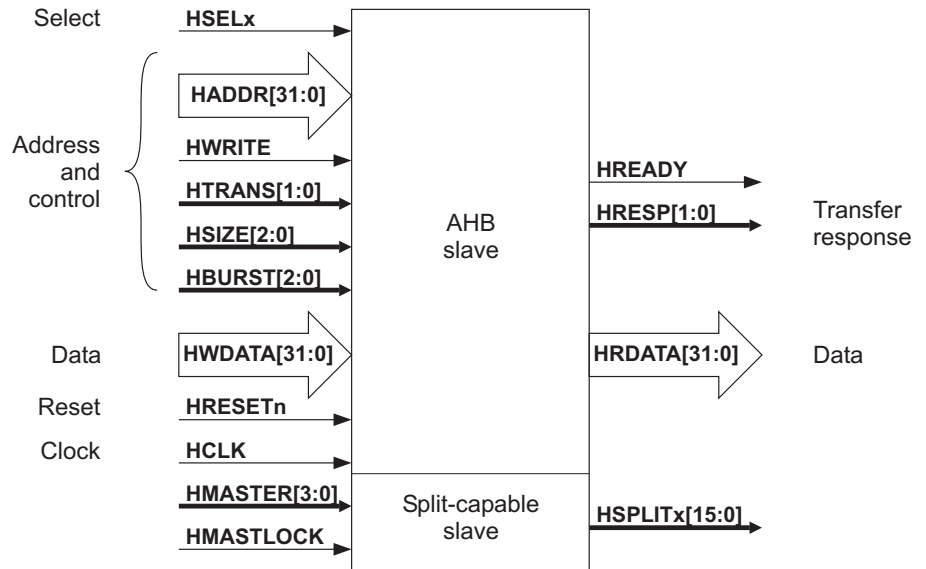 Select
HSELx
HADDR[31:0]
Address
and
control
HWRITE
HTRANS[1:0]
HSIZE[2:0]
HBURST[2:0]
AHB
slave
HREADY
HRESP[1:0]
Transfer
response
Data
HWDATA[31:0]
HRDATA[31:0]
Data
Reset
HRESETn
Clock
HCLK
HMASTER[3:0]
HMASTLOCK
Split-capable
slave
HSPLITx[15:0]